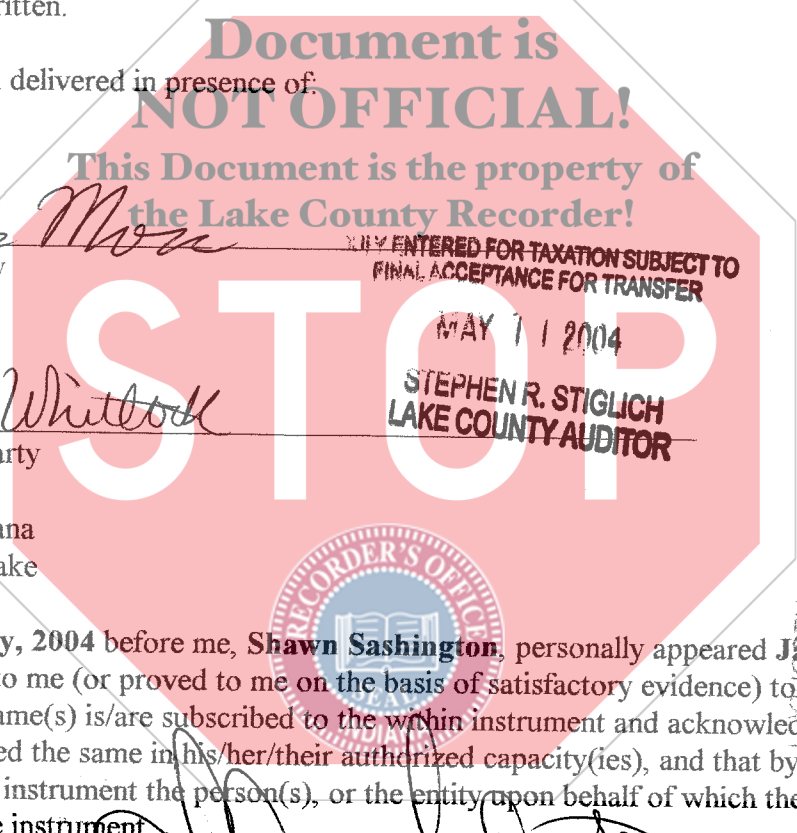 ritten.
Document is
delivered in presence of:
NOT OFFICIAL!
This Document is the property of
the Lake County Recorder!
ENTERED FOR TAXATION SUBJECT TO
FINAL ACCEPTANCE FOR TRANSFER
MAY 11 2004
STOP
STEPHEN R. STIGLICH
Whitlock
LAKE COUNTY AUDITOR
arty
ana
ake
RECORDER'S OFFICE
y, 2004 before me, Shawn Sashington, personally appeared
to me (or proved to me on the basis of satisfactory evidence) to
SEAL
ame(s) is/are subscribed to the within instrument and acknowled
INDIANA
ed the same in his/her/their authorized capacity(ies), and that by
instrument the person(s), or the entity upon behalf of which the
e instrument